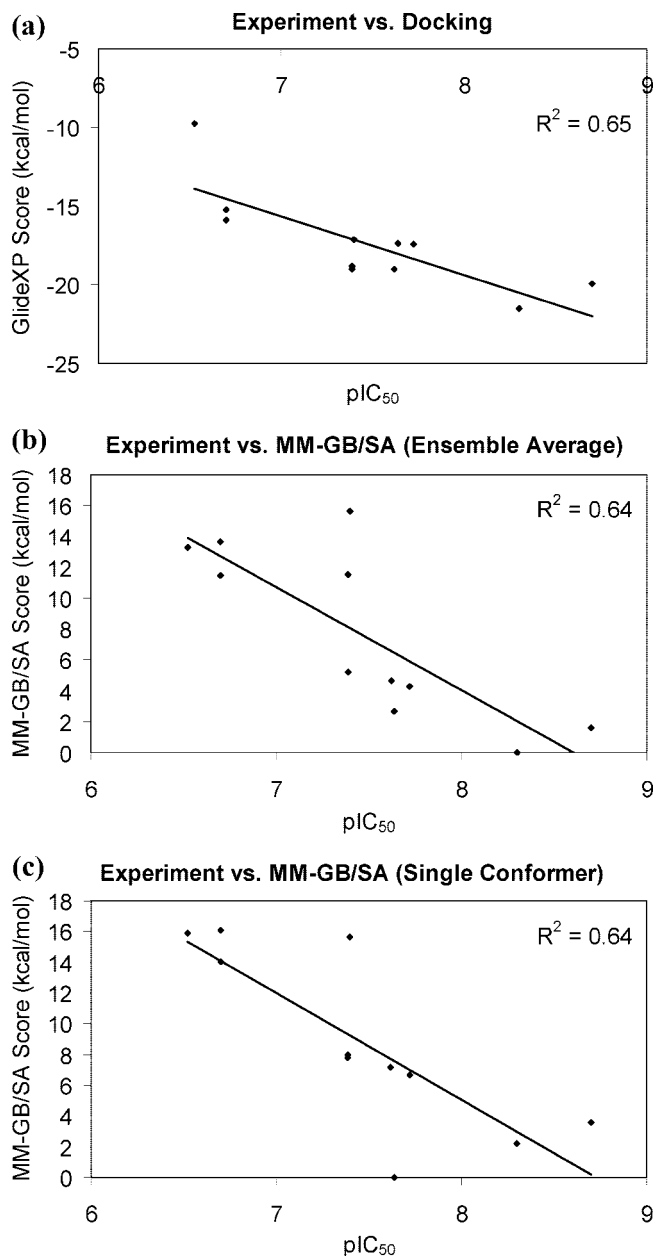 (a)
Experiment vs. Docking
-5
6 7 8 9
R² = 0.65
-10
-15
-20
-25
GlideXP Score (kcal/mol)
pIC₅₀
(b)
Experiment vs. MM-GB/SA (Ensemble Average)
18
16
14
12
10
8
6
4
2
0
R² = 0.64
MM-GB/SA Score (kcal/mol)
6 7 8 9
pIC₅₀
(c)
Experiment vs. MM-GB/SA (Single Conformer)
18
16
14
12
10
8
6
4
2
0
R² = 0.64
MM-GB/SA Score (kcal/mol)
6 7 8 9
pIC₅₀